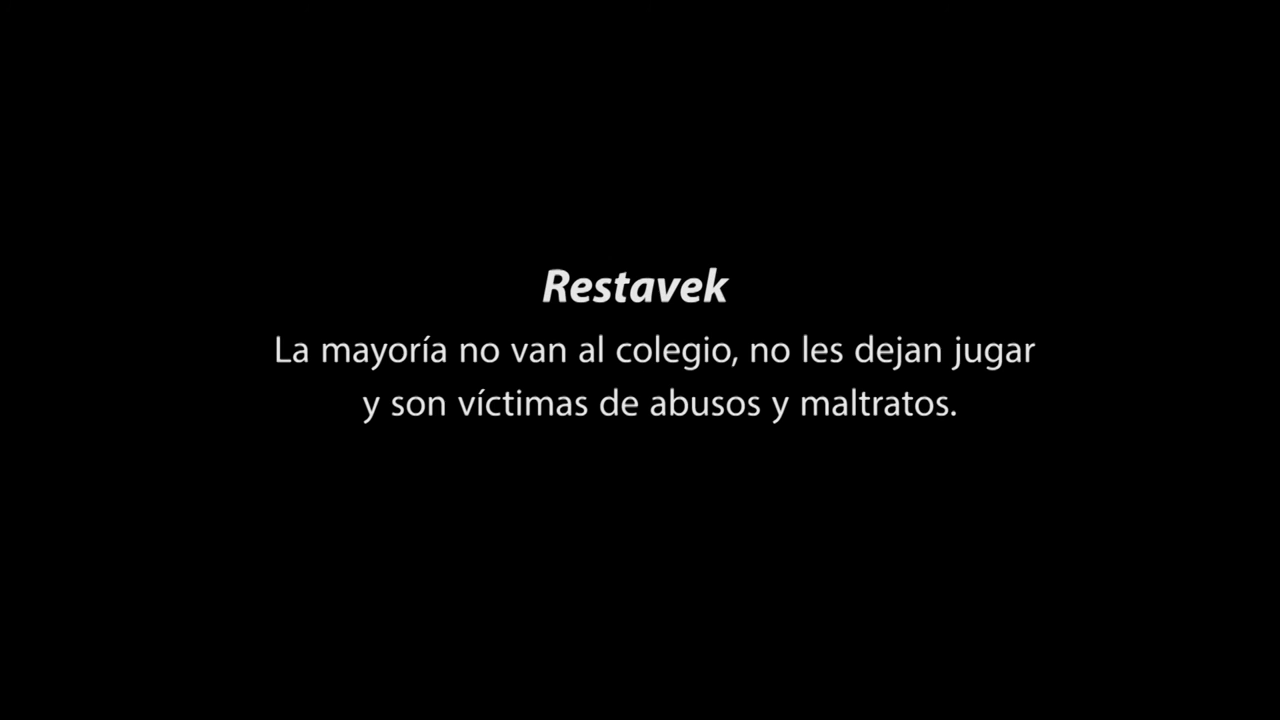 Restavek
La mayoría no van al colegio, no les dejan jugar
y son víctimas de abusos y maltratos.